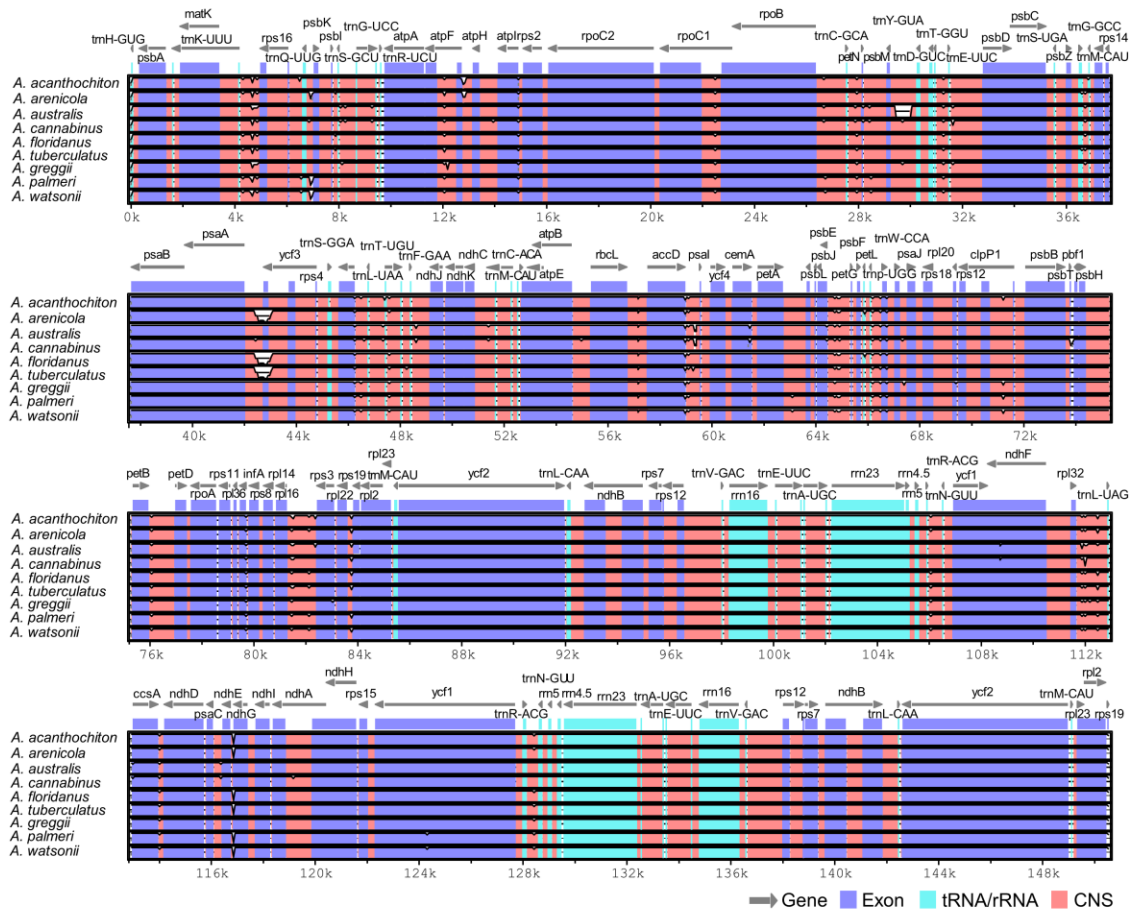 matK psbK trnG-UCC rpoB trnY-GUA psbC trnG-GCC
trnH-GUG trnK-UUU rps16 psbI atpA atpF atpH atpI rps2 rpoC2 rpoC1 trnC-GCA trnT-GGU psbD trnS-UGA rps14
psbA trnQ-UUG trnS-GCU trnR-UCU petN psbM trnD-GUC trnE-UUC psbZ trnM-CAU
A. acanthochiton
A. arenicola
A. australis
A. cannabinus
A. floridanus
A. tuberculatus
A. greggii
A. palmeri
A. watsonii
0k 4k 8k 12k 16k 20k 24k 28k 32k 36k
psaA trnS-GGA trnT-UGU trnF-GAA ndhC trnC-ACA atpB psbE psbF trnW-CCA
psaB ycf3 rbcL accD psaI cemA psbJ petL psaJ rpl20 clpP1 psbB pbf1
rps4 trnL-UAA ndhJ ndhK trnM-CAU atpE ycf4 petA psbL petG trnp-UGG rps18 rps12 psbT psbH
A. acanthochiton
A. arenicola
A. australis
A. cannabinus
A. floridanus
A. tuberculatus
A. greggii
A. palmeri
A. watsonii
40k 44k 48k 52k 56k 60k 64k 68k 72k
rpl23 trnR-ACG ndhF
petB petD rps11 infA rpl14 rps3 rps19 trnM-CAU ycf2 trnL-CAA rps7 trnV-GAC trnE-UUC rrn23 rrn4.5 ycf1 rpl32
rpoA rpl36 rps8 rpl16 rpl22 rpl2 ndhB rps12 rrn16 trnA-UGC rrn5 trnN-GUU trnL-UAG
A. acanthochiton
A. arenicola
A. australis
A. cannabinus
A. floridanus
A. tuberculatus
A. greggii
A. palmeri
A. watsonii
76k 80k 84k 88k 92k 96k 100k 104k 108k 112k
ndhH trnN-GUU rpl2
ccsA ndhD ndhE ndhI ndhA rps15 ycf1 rrn5 rrn4.5 rrn23 trnA-UGC rrn16 rps12 ndhB ycf2 trnM-CAU
psaC ndhG trnR-ACG trnE-UUC trnV-GAC rps7 trnL-CAA rpl23 rps19
A. acanthochiton
A. arenicola
A. australis
A. cannabinus
A. floridanus
A. tuberculatus
A. greggii
A. palmeri
A. watsonii
116k 120k 124k 128k 132k 136k 140k 144k 148k
Gene Exon tRNA/rRNA CNS